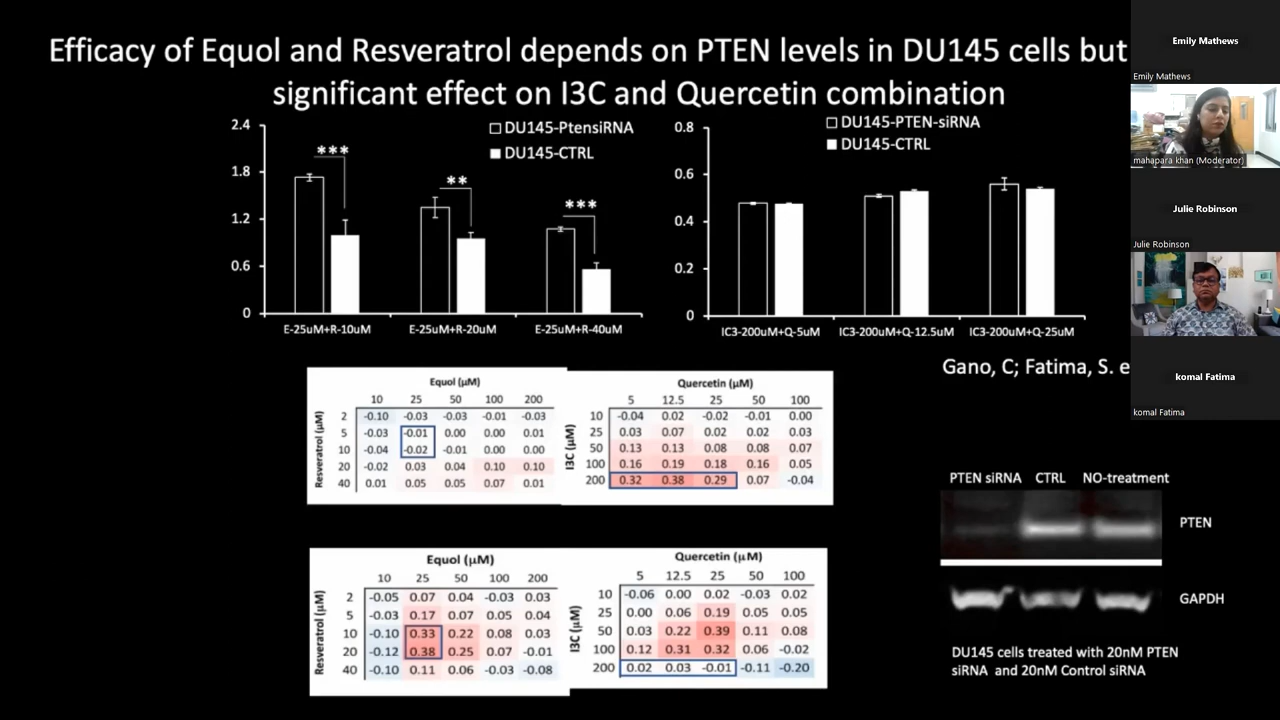 Efficacy of Equol and Resveratrol depends on PTEN levels in DU145 cells but
significant effect on I3C and Quercetin combination
2.4
1.8
1.2
0.6
0
DU145-PtensiRNA
DU145-CTRL
***
**
***
E-25uM+R-10uM
E-25uM+R-20uM
E-25uM+R-40uM
0.8
0.6
0.4
0.2
0
DU145-PTEN-siRNA
DU145-CTRL
IC3-200uM+Q-5uM
IC3-200uM+Q-12.5uM
IC3-200uM+Q-25uM
Gano, C; Fatima, S. e
Equol (µM)
10 25 50 100 200
Resveratrol (µM)
2 -0.10 -0.03 -0.03 -0.01 -0.03
5 -0.03 -0.01 0.00 0.00 0.01
10 -0.04 -0.02 -0.01 0.00 0.00
20 -0.02 0.03 0.04 0.10 0.10
40 0.01 0.05 0.05 0.07 0.01
Quercetin (µM)
5 12.5 25 50 100
I3C (µM)
10 -0.04 0.02 -0.02 -0.01 0.00
25 0.03 0.07 0.02 0.02 0.03
50 0.13 0.13 0.08 0.08 0.07
100 0.16 0.19 0.18 0.16 0.05
200 0.32 0.38 0.29 0.07 -0.04
Equol (µM)
10 25 50 100 200
Resveratrol (µM)
2 -0.05 0.07 0.04 -0.03 0.03
5 -0.03 0.17 0.07 0.05 0.04
10 -0.10 0.33 0.22 0.08 0.03
20 -0.12 0.38 0.25 0.07 -0.01
40 -0.10 0.11 0.06 -0.03 -0.08
Quercetin (µM)
5 12.5 25 50 100
I3C (µM)
10 -0.06 0.00 0.02 -0.03 0.02
25 0.00 0.06 0.19 0.05 0.05
50 0.03 0.22 0.39 0.11 0.08
100 0.12 0.31 0.32 0.06 -0.02
200 0.02 0.03 -0.01 -0.11 -0.20
PTEN siRNA CTRL NO-treatment
PTEN
GAPDH
DU145 cells treated with 20nM PTEN
siRNA and 20nM Control siRNA
Emily Mathews
Emily Mathews
mahapara khan (Moderator)
Julie Robinson
Julie Robinson
komal Fatima
komal Fatima